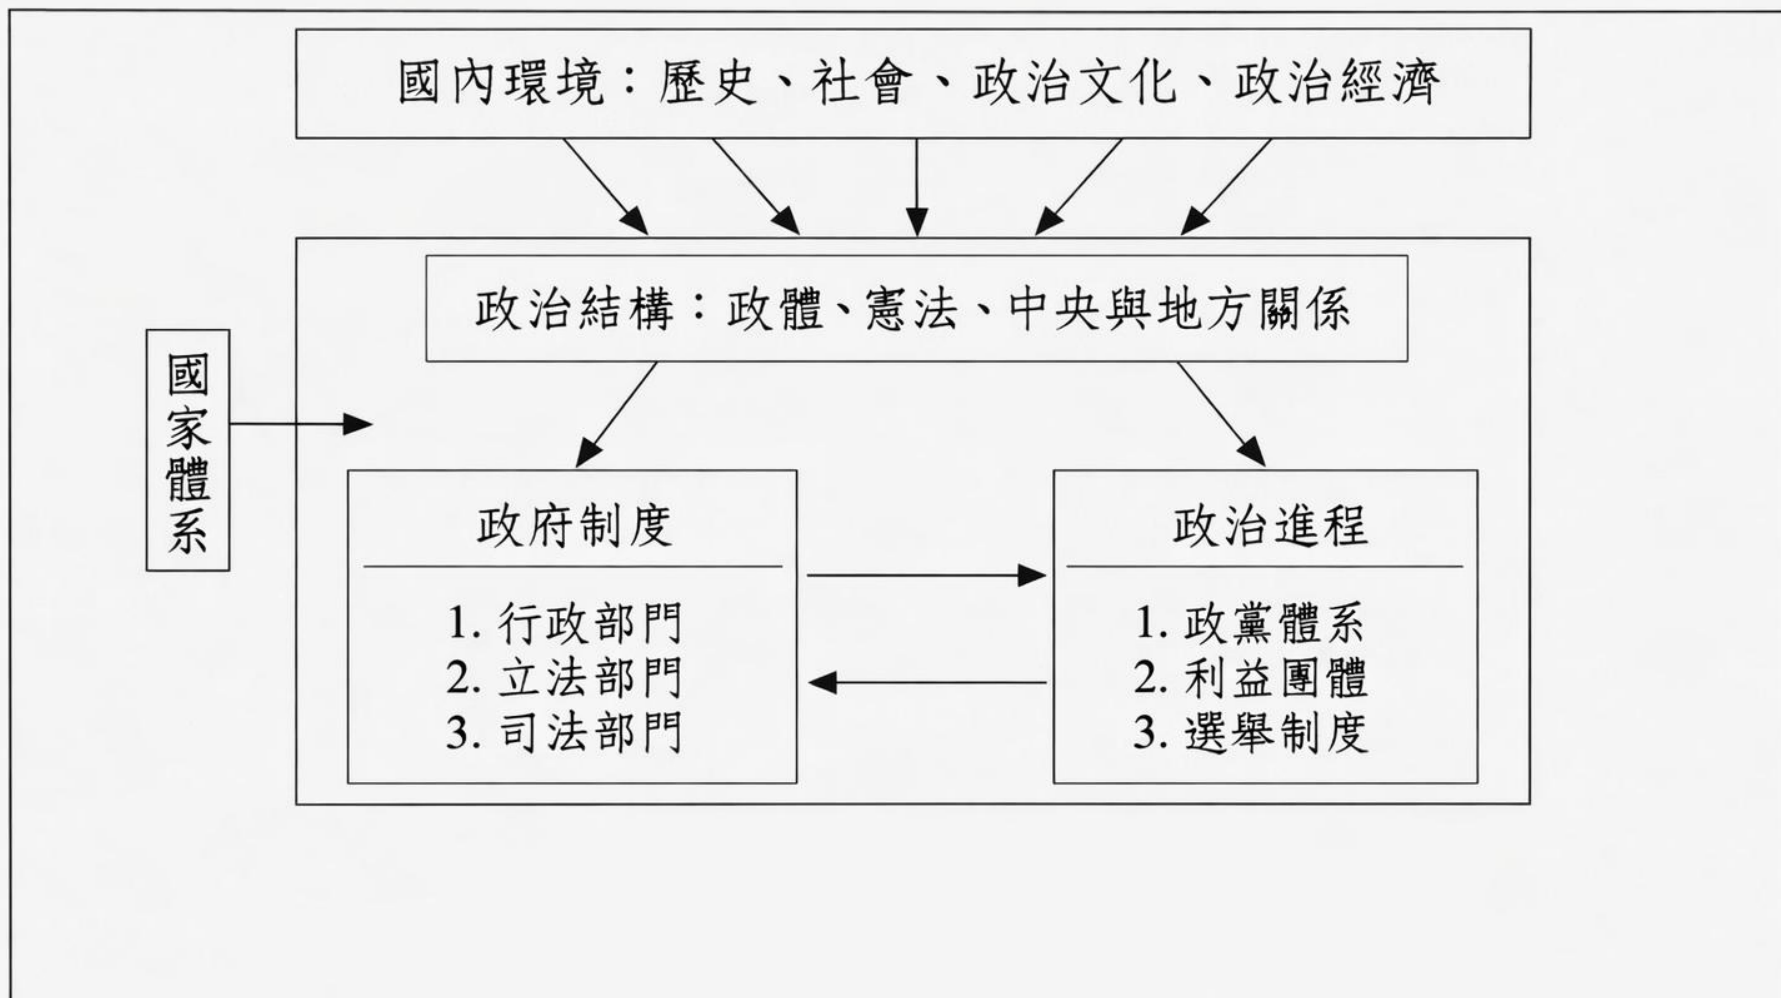 國內環境：歷史、社會、政治文化、政治經濟
政治結構：政體、憲法、中央與地方關係
國家體系
政府制度
1. 行政部門
2. 立法部門
3. 司法部門
政治進程
1. 政黨體系
2. 利益團體
3. 選舉制度